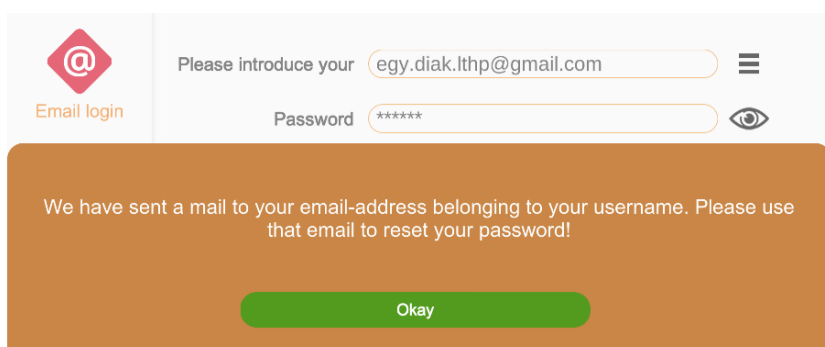 @
Email login
Please introduce your egy.diak.lthp@gmail.com
Password ******
We have sent a mail to your email-address belonging to your username. Please use
that email to reset your password!
Okay